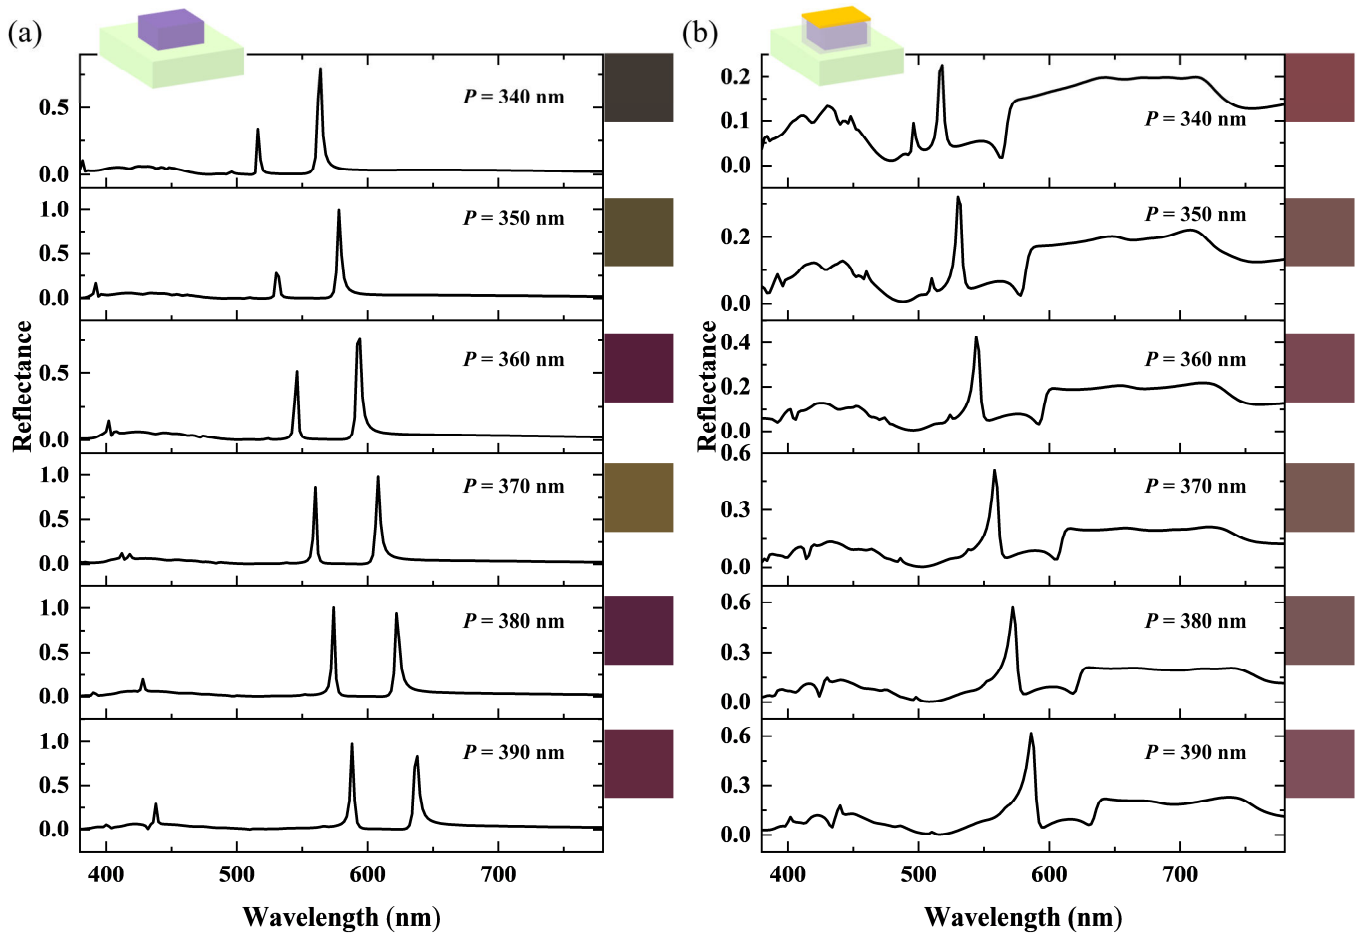 (a)
Reflectance
0.5
0.0
P = 340 nm
1.0
0.5
0.0
P = 350 nm
0.5
0.0
P = 360 nm
1.0
0.5
0.0
P = 370 nm
1.0
0.5
0.0
P = 380 nm
1.0
0.5
0.0
P = 390 nm
400 500 600 700
Wavelength (nm)
(b)
Reflectance
0.2
0.1
0.0
P = 340 nm
0.2
0.0
P = 350 nm
0.4
0.2
0.0
P = 360 nm
0.6
0.3
0.0
P = 370 nm
0.6
0.3
0.0
P = 380 nm
0.6
0.3
0.0
P = 390 nm
400 500 600 700
Wavelength (nm)